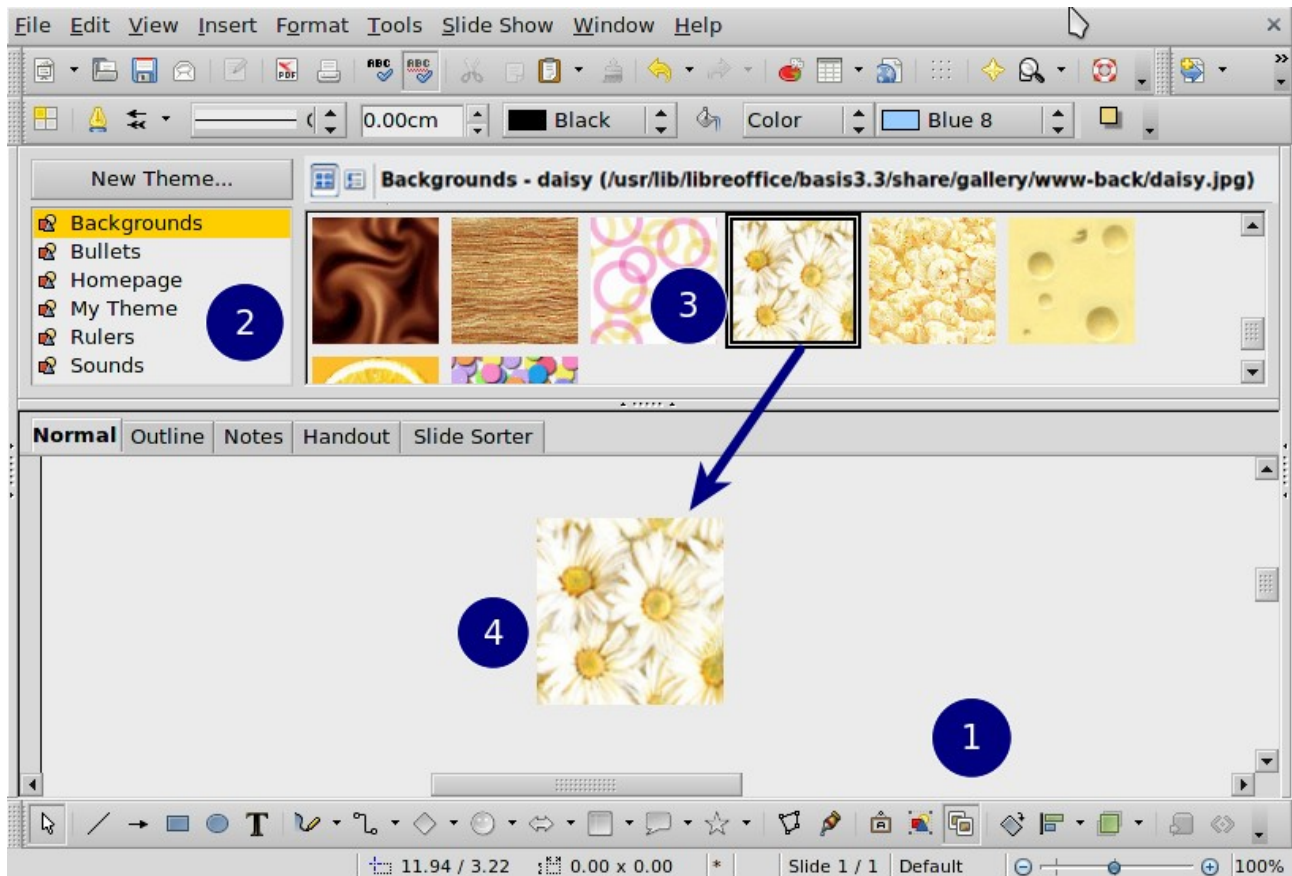 File Edit View Insert Format Tools Slide Show Window Help
PDF ABC ABC
0.00cm Black Color Blue 8
New Theme... Backgrounds - daisy (/usr/lib/libreoffice/basis3.3/share/gallery/www-back/daisy.jpg)
Backgrounds
Bullets
Homepage
My Theme
Rulers
Sounds
2
3
Normal Outline Notes Handout Slide Sorter
4
1
T
11.94 / 3.22 0.00 x 0.00 * Slide 1 / 1 Default 100%